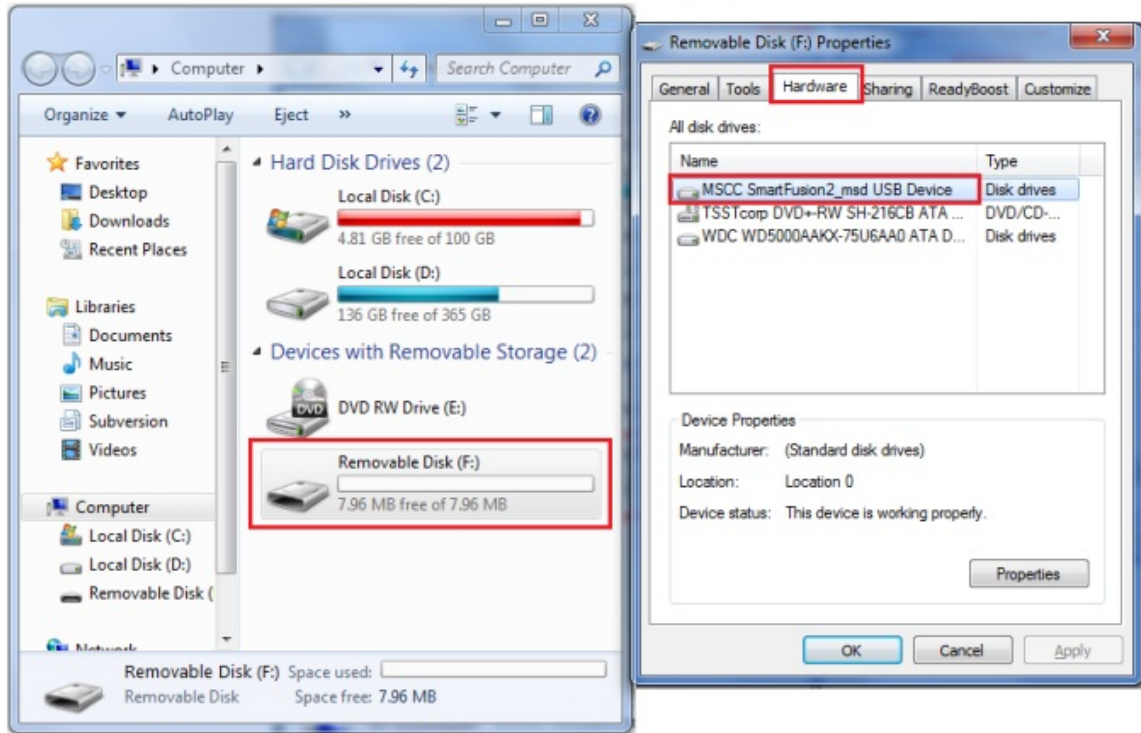 Computer
Search Computer
Organize
AutoPlay
Eject
»
Favorites
Desktop
Downloads
Recent Places
Libraries
Documents
Music
Pictures
Subversion
Videos
Computer
Local Disk (C:)
Local Disk (D:)
Removable Disk (
Network
Hard Disk Drives (2)
Local Disk (C:)
4.81 GB free of 100 GB
Local Disk (D:)
136 GB free of 365 GB
Devices with Removable Storage (2)
DVD
DVD RW Drive (E:)
Removable Disk (F:)
7.96 MB free of 7.96 MB
Removable Disk (F:) Space used:
Removable Disk Space free: 7.96 MB
Removable Disk (F:) Properties
General Tools Hardware Sharing ReadyBoost Customize
All disk drives:
Name Type
MSCC SmartFusion2_msd USB Device Disk drives
TSSTcorp DVD+-RW SH-216CB ATA ... DVD/CD-...
WDC WD5000AAKX-75U6AA0 ATA D... Disk drives
Device Properties
Manufacturer: (Standard disk drives)
Location: Location 0
Device status: This device is working properly.
Properties
OK Cancel Apply